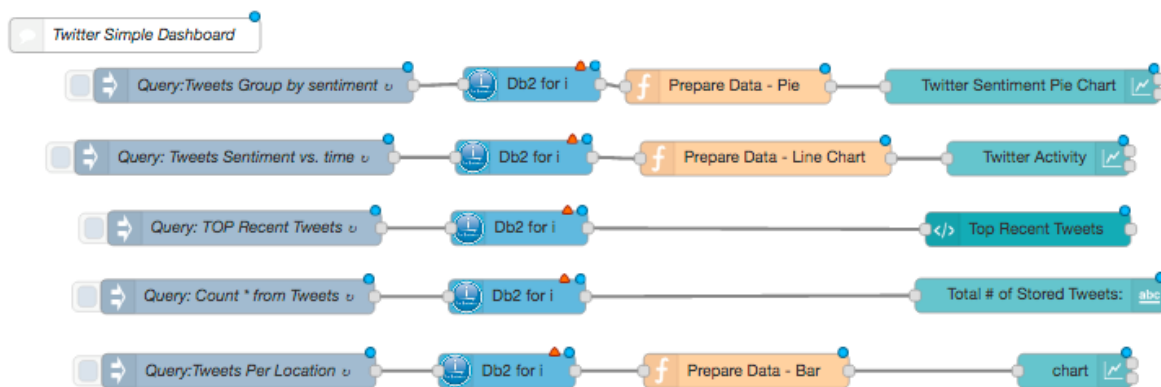 Twitter Simple Dashboard
Query:Tweets Group by sentiment ↻ Db2 for i Prepare Data - Pie Twitter Sentiment Pie Chart
Query: Tweets Sentiment vs. time ↻ Db2 for i Prepare Data - Line Chart Twitter Activity
Query: TOP Recent Tweets ↻ Db2 for i </> Top Recent Tweets
Query: Count * from Tweets ↻ Db2 for i Total # of Stored Tweets: abc
Query:Tweets Per Location ↻ Db2 for i Prepare Data - Bar chart